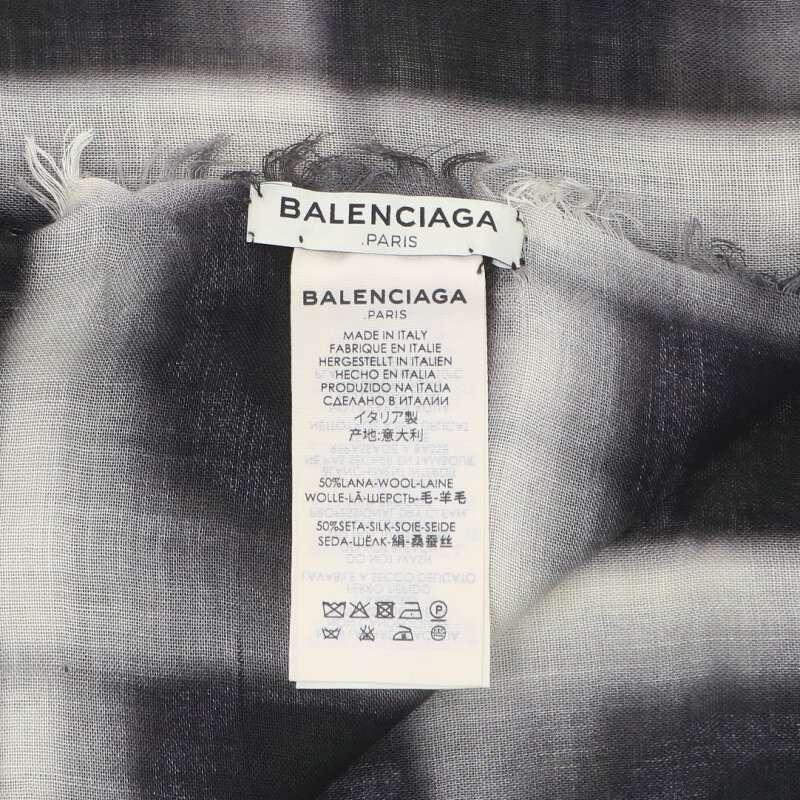 BALENCIAGA
.PARIS
BALENCIAGA
.PARIS
MADE IN ITALY
FABRIQUE EN ITALIE
HERGESTELLT IN ITALIEN
HECHO EN ITALIA
PRODUZIDO NA ITALIA
СДЕЛАНО В ИТАЛИИ
イタリア製
产地:意大利
50%LANA-WOOL-LAINE
WOLLE-LÃ-ШЕРСТЬ-毛-羊毛
50%SETA-SILK-SOIE-SEIDE
SEDA-ШЁЛК-絹-桑蚕丝